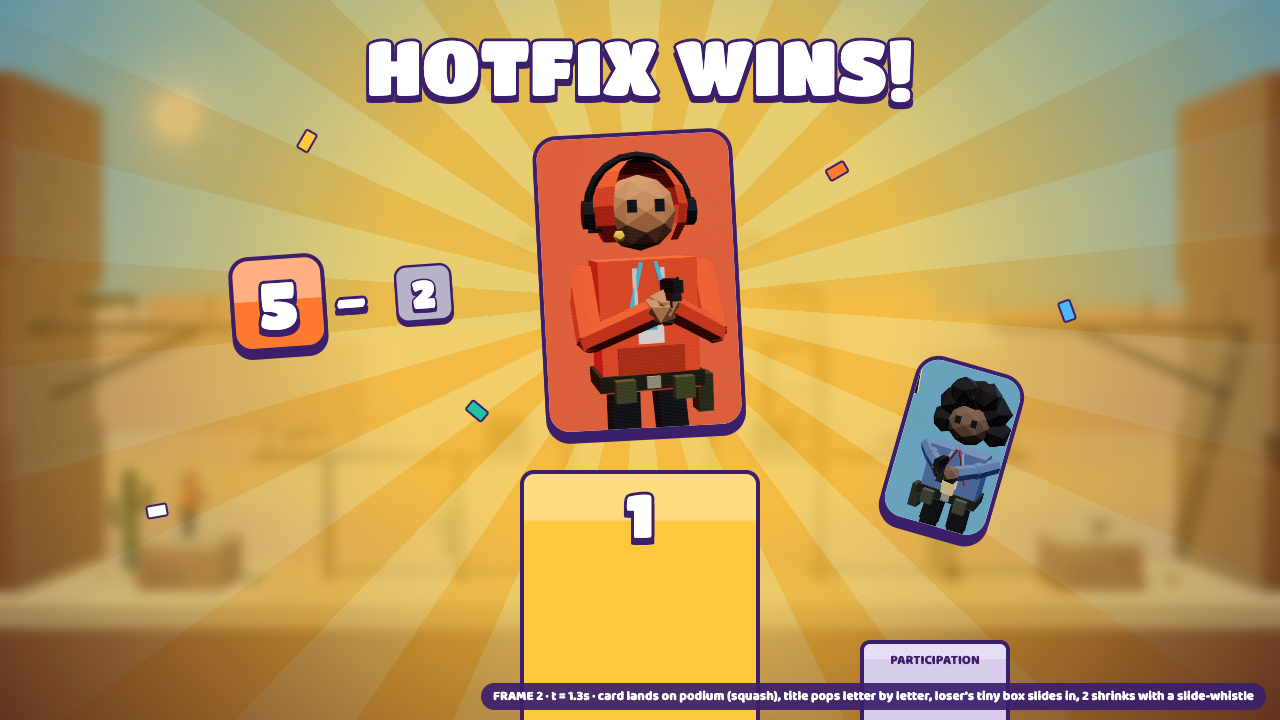 HOTFIX WINS!
5 - 2
1
PARTICIPATION
FRAME 2 · t = 1.3s · card lands on podium (squash), title pops letter by letter, loser's tiny box slides in, 2 shrinks with a slide-whistle